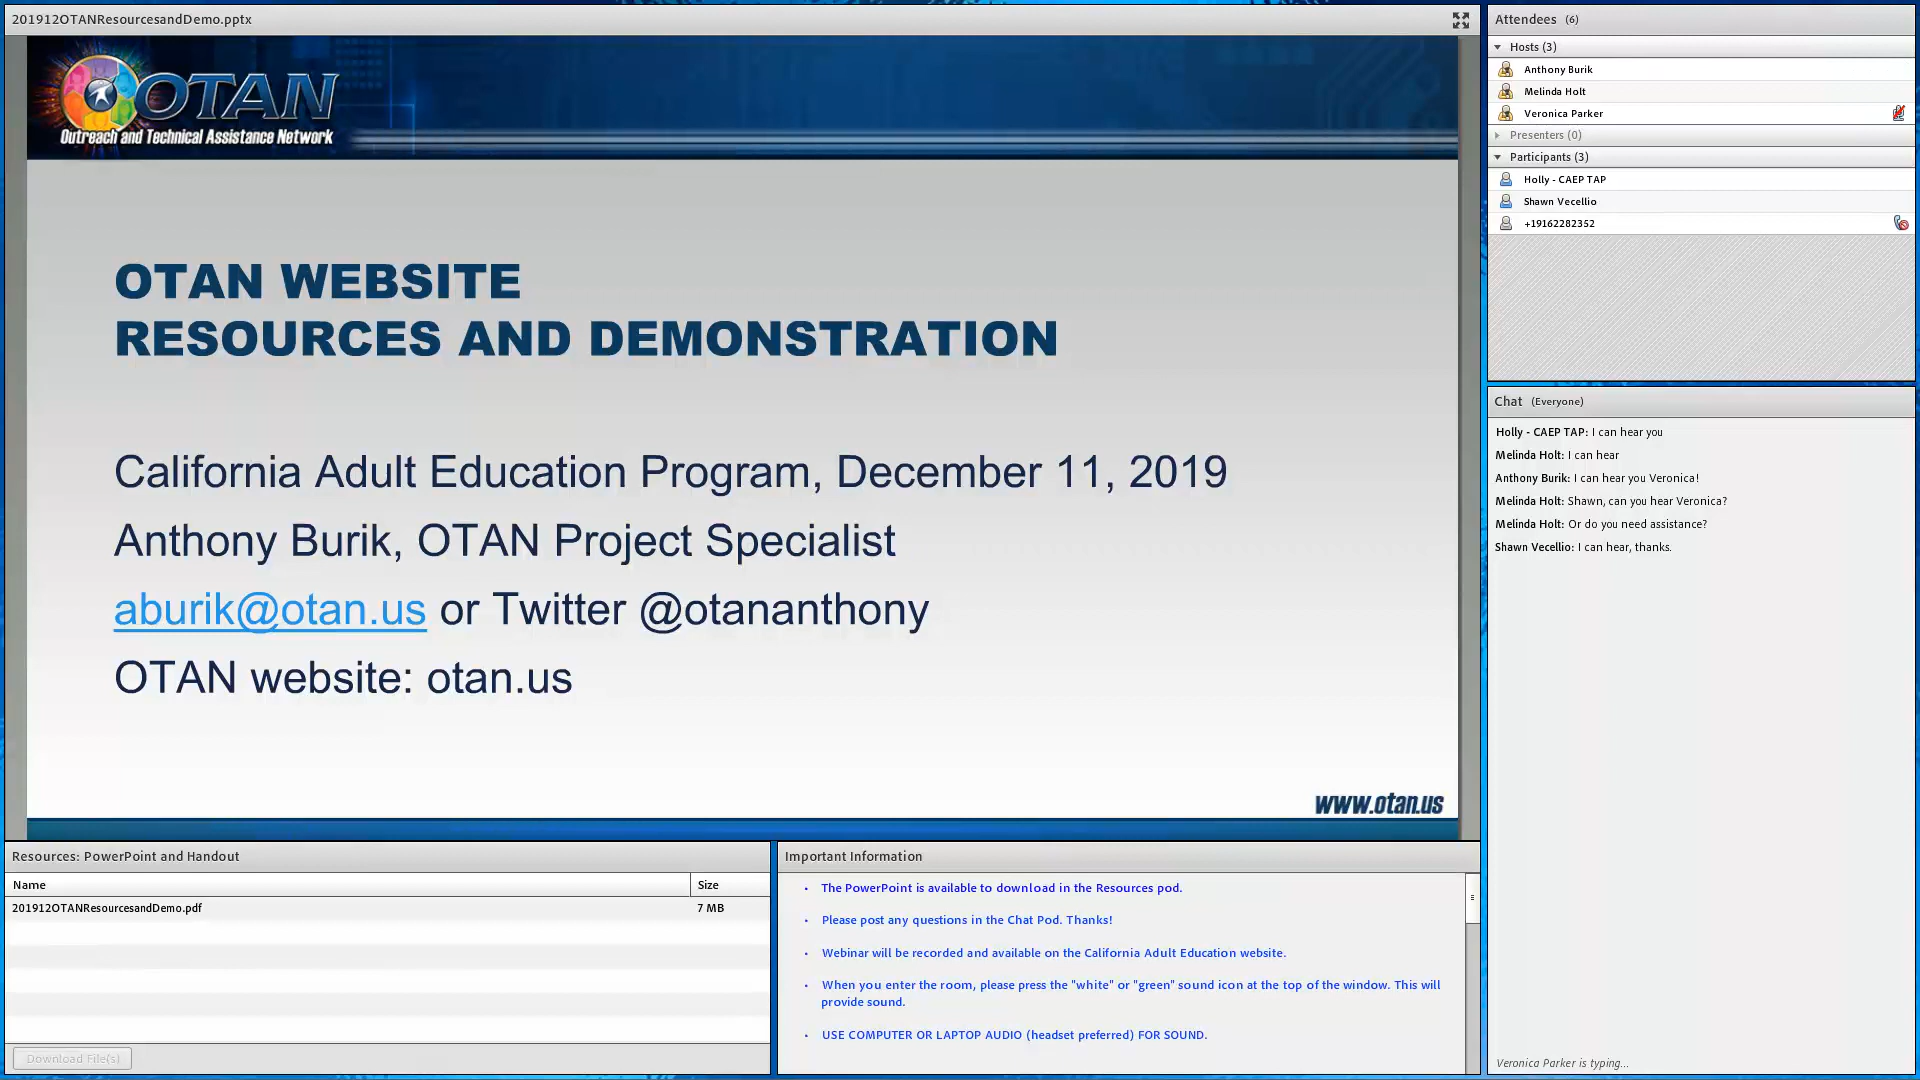 201912OTANResourcesandDemo.pptx
OTAN
Outreach and Technical Assistance Network
OTAN WEBSITE
RESOURCES AND DEMONSTRATION
California Adult Education Program, December 11, 2019
Anthony Burik, OTAN Project Specialist
aburik@otan.us or Twitter @otananthony
OTAN website: otan.us
www.otan.us
Resources: PowerPoint and Handout
Name Size
201912OTANResourcesandDemo.pdf 7 MB
Download File(s)
Important Information
• The PowerPoint is available to download in the Resources pod.
• Please post any questions in the Chat Pod. Thanks!
• Webinar will be recorded and available on the California Adult Education website.
• When you enter the room, please press the "white" or "green" sound icon at the top of the window. This will
provide sound.
• USE COMPUTER OR LAPTOP AUDIO (headset preferred) FOR SOUND.
Attendees (6)
Hosts (3)
Anthony Burik
Melinda Holt
Veronica Parker
Presenters (0)
Participants (3)
Holly - CAEP TAP
Shawn Vecellio
+19162282352
Chat (Everyone)
Holly - CAEP TAP: I can hear you
Melinda Holt: I can hear
Anthony Burik: I can hear you Veronica!
Melinda Holt: Shawn, can you hear Veronica?
Melinda Holt: Or do you need assistance?
Shawn Vecellio: I can hear, thanks.
Veronica Parker is typing...